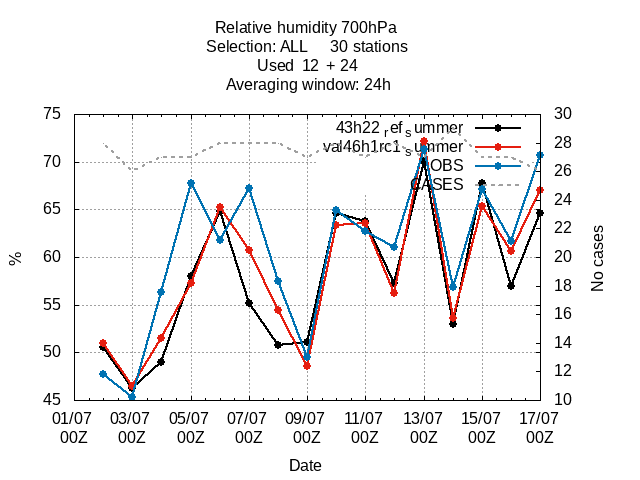 Relative humidity 700hPa
Selection: ALL 30 stations
Used 12 + 24
Averaging window: 24h
43h22ref_summer
val46h1rc1_summer
OBS
CASES
75
70
65
60
55
50
45
%
30
28
26
24
22
20
18
16
14
12
10
No cases
01/07 03/07 05/07 07/07 09/07 11/07 13/07 15/07 17/07
00Z 00Z 00Z 00Z 00Z 00Z 00Z 00Z 00Z
Date